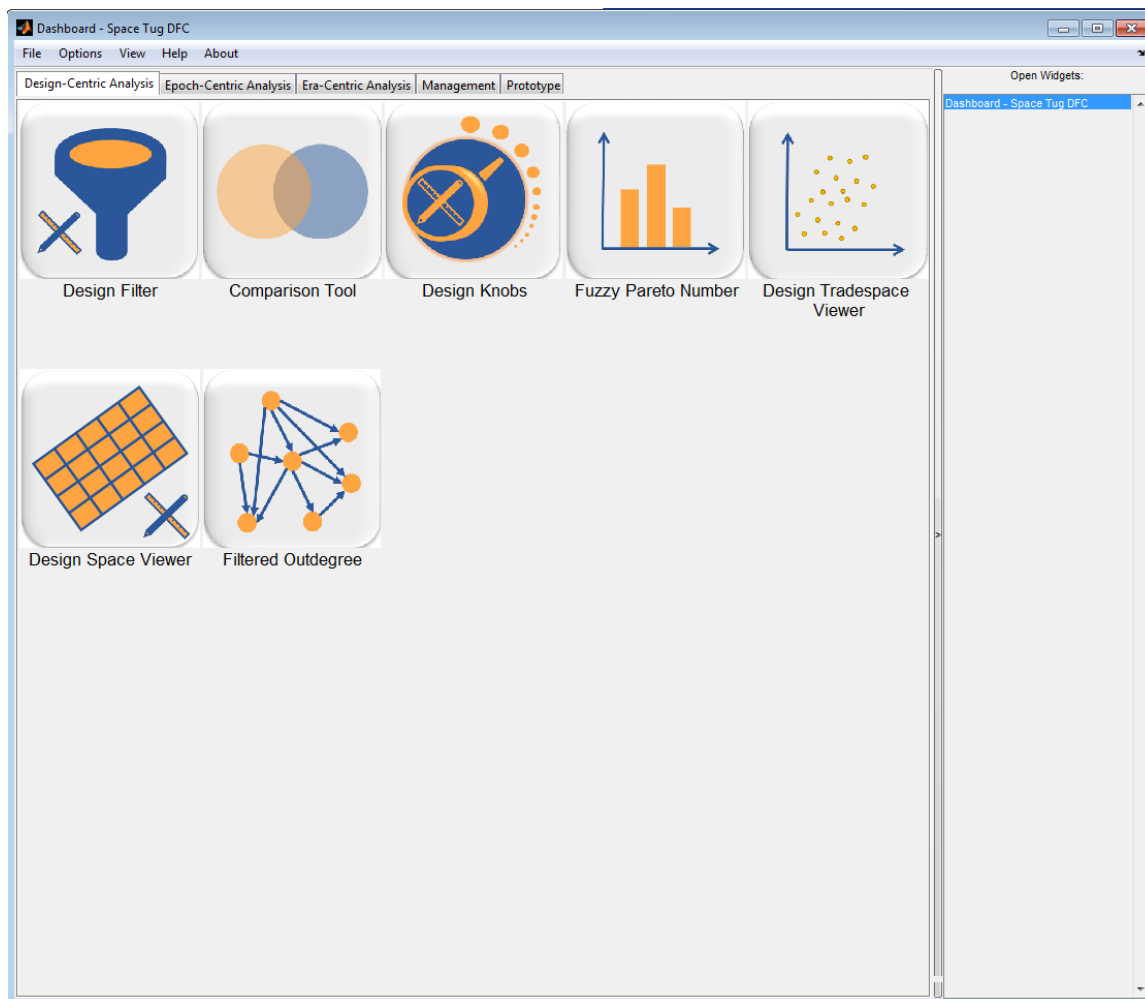 Dashboard - Space Tug DFC
File Options View Help About
Design-Centric Analysis Epoch-Centric Analysis Era-Centric Analysis Management Prototype
Open Widgets:
Dashboard - Space Tug DFC
Design Filter
Comparison Tool
Design Knobs
Fuzzy Pareto Number
Design Tradespace
Viewer
Design Space Viewer
Filtered Outdegree
>